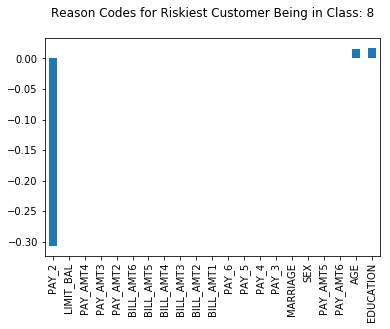 Reason Codes for Riskiest Customer Being in Class: 8
0.00
−0.05
−0.10
−0.15
−0.20
−0.25
−0.30
PAY_2
LIMIT_BAL
PAY_AMT4
PAY_AMT3
PAY_AMT2
BILL_AMT6
BILL_AMT5
BILL_AMT4
BILL_AMT3
BILL_AMT2
BILL_AMT1
PAY_6
PAY_5
PAY_4
PAY_3
MARRIAGE
SEX
PAY_AMT5
PAY_AMT6
AGE
EDUCATION